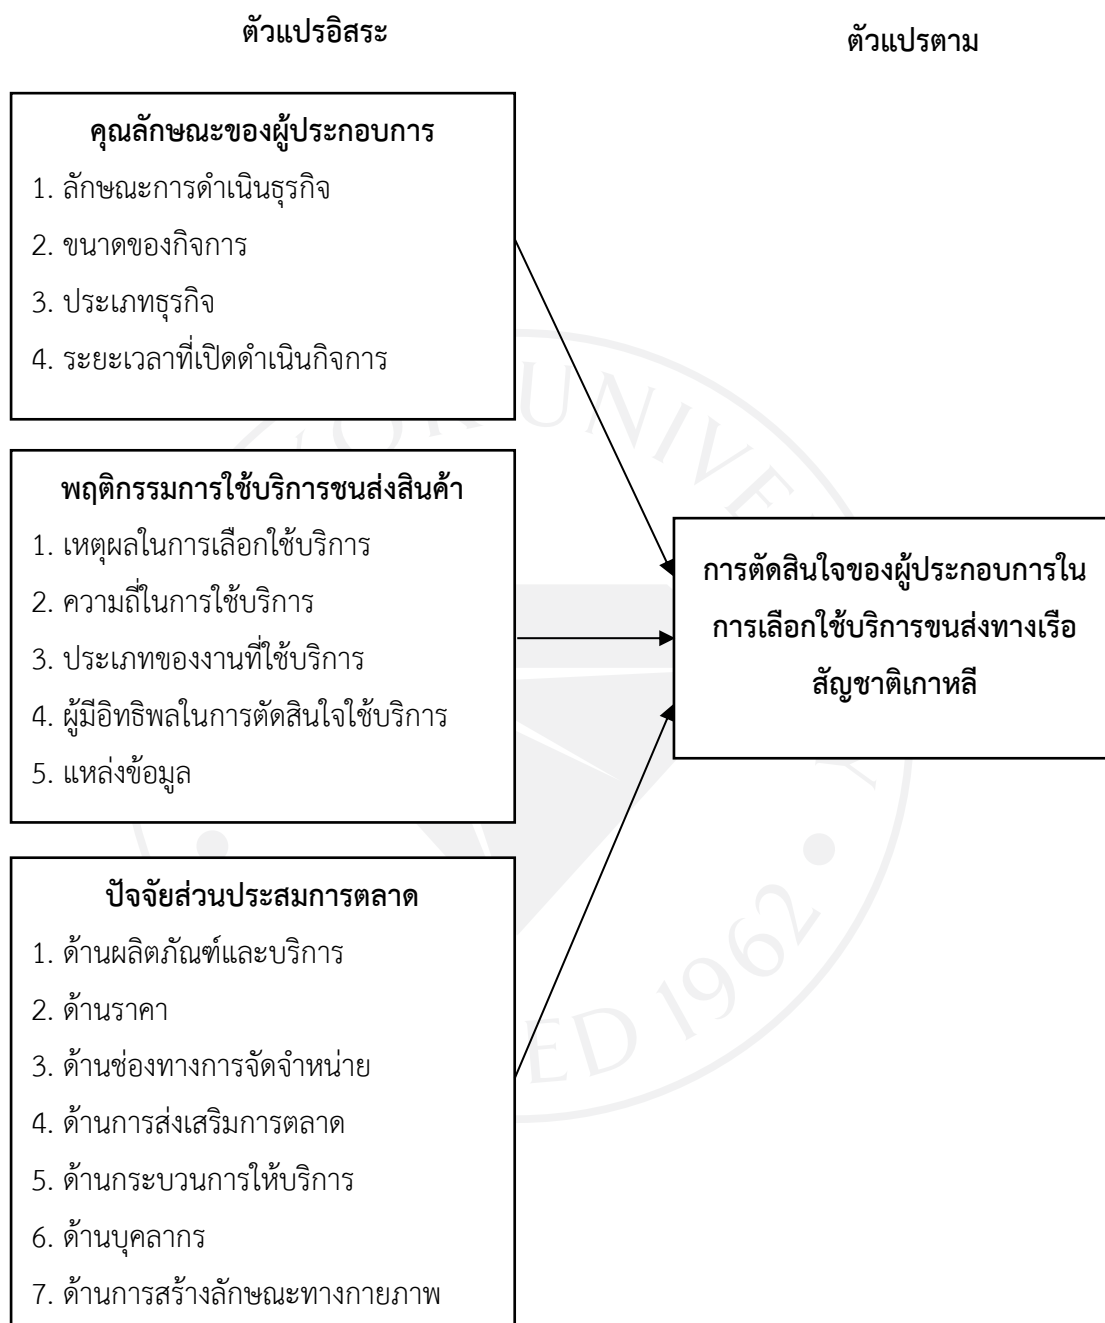 ตัวแปรอิสระ
ตัวแปรตาม
คุณลักษณะของผู้ประกอบการ
1. ลักษณะการดำเนินธุรกิจ
2. ขนาดของกิจการ
3. ประเภทธุรกิจ
4. ระยะเวลาที่เปิดดำเนินกิจการ
พฤติกรรมการใช้บริการชนส่งสินค้า
1. เหตุผลในการเลือกใช้บริการ
2. ความถี่ในการใช้บริการ
3. ประเภทของงานที่ใช้บริการ
4. ผู้มีอิทธิพลในการตัดสินใจใช้บริการ
5. แหล่งข้อมูล
การตัดสินใจของผู้ประกอบการใน
การเลือกใช้บริการขนส่งทางเรือ
สัญชาติเกาหลี
ปัจจัยส่วนประสมการตลาด
1. ด้านผลิตภัณฑ์และบริการ
2. ด้านราคา
3. ด้านช่องทางการจัดจำหน่าย
4. ด้านการส่งเสริมการตลาด
5. ด้านกระบวนการให้บริการ
6. ด้านบุคลากร
7. ด้านการสร้างลักษณะทางกายภาพ
1962